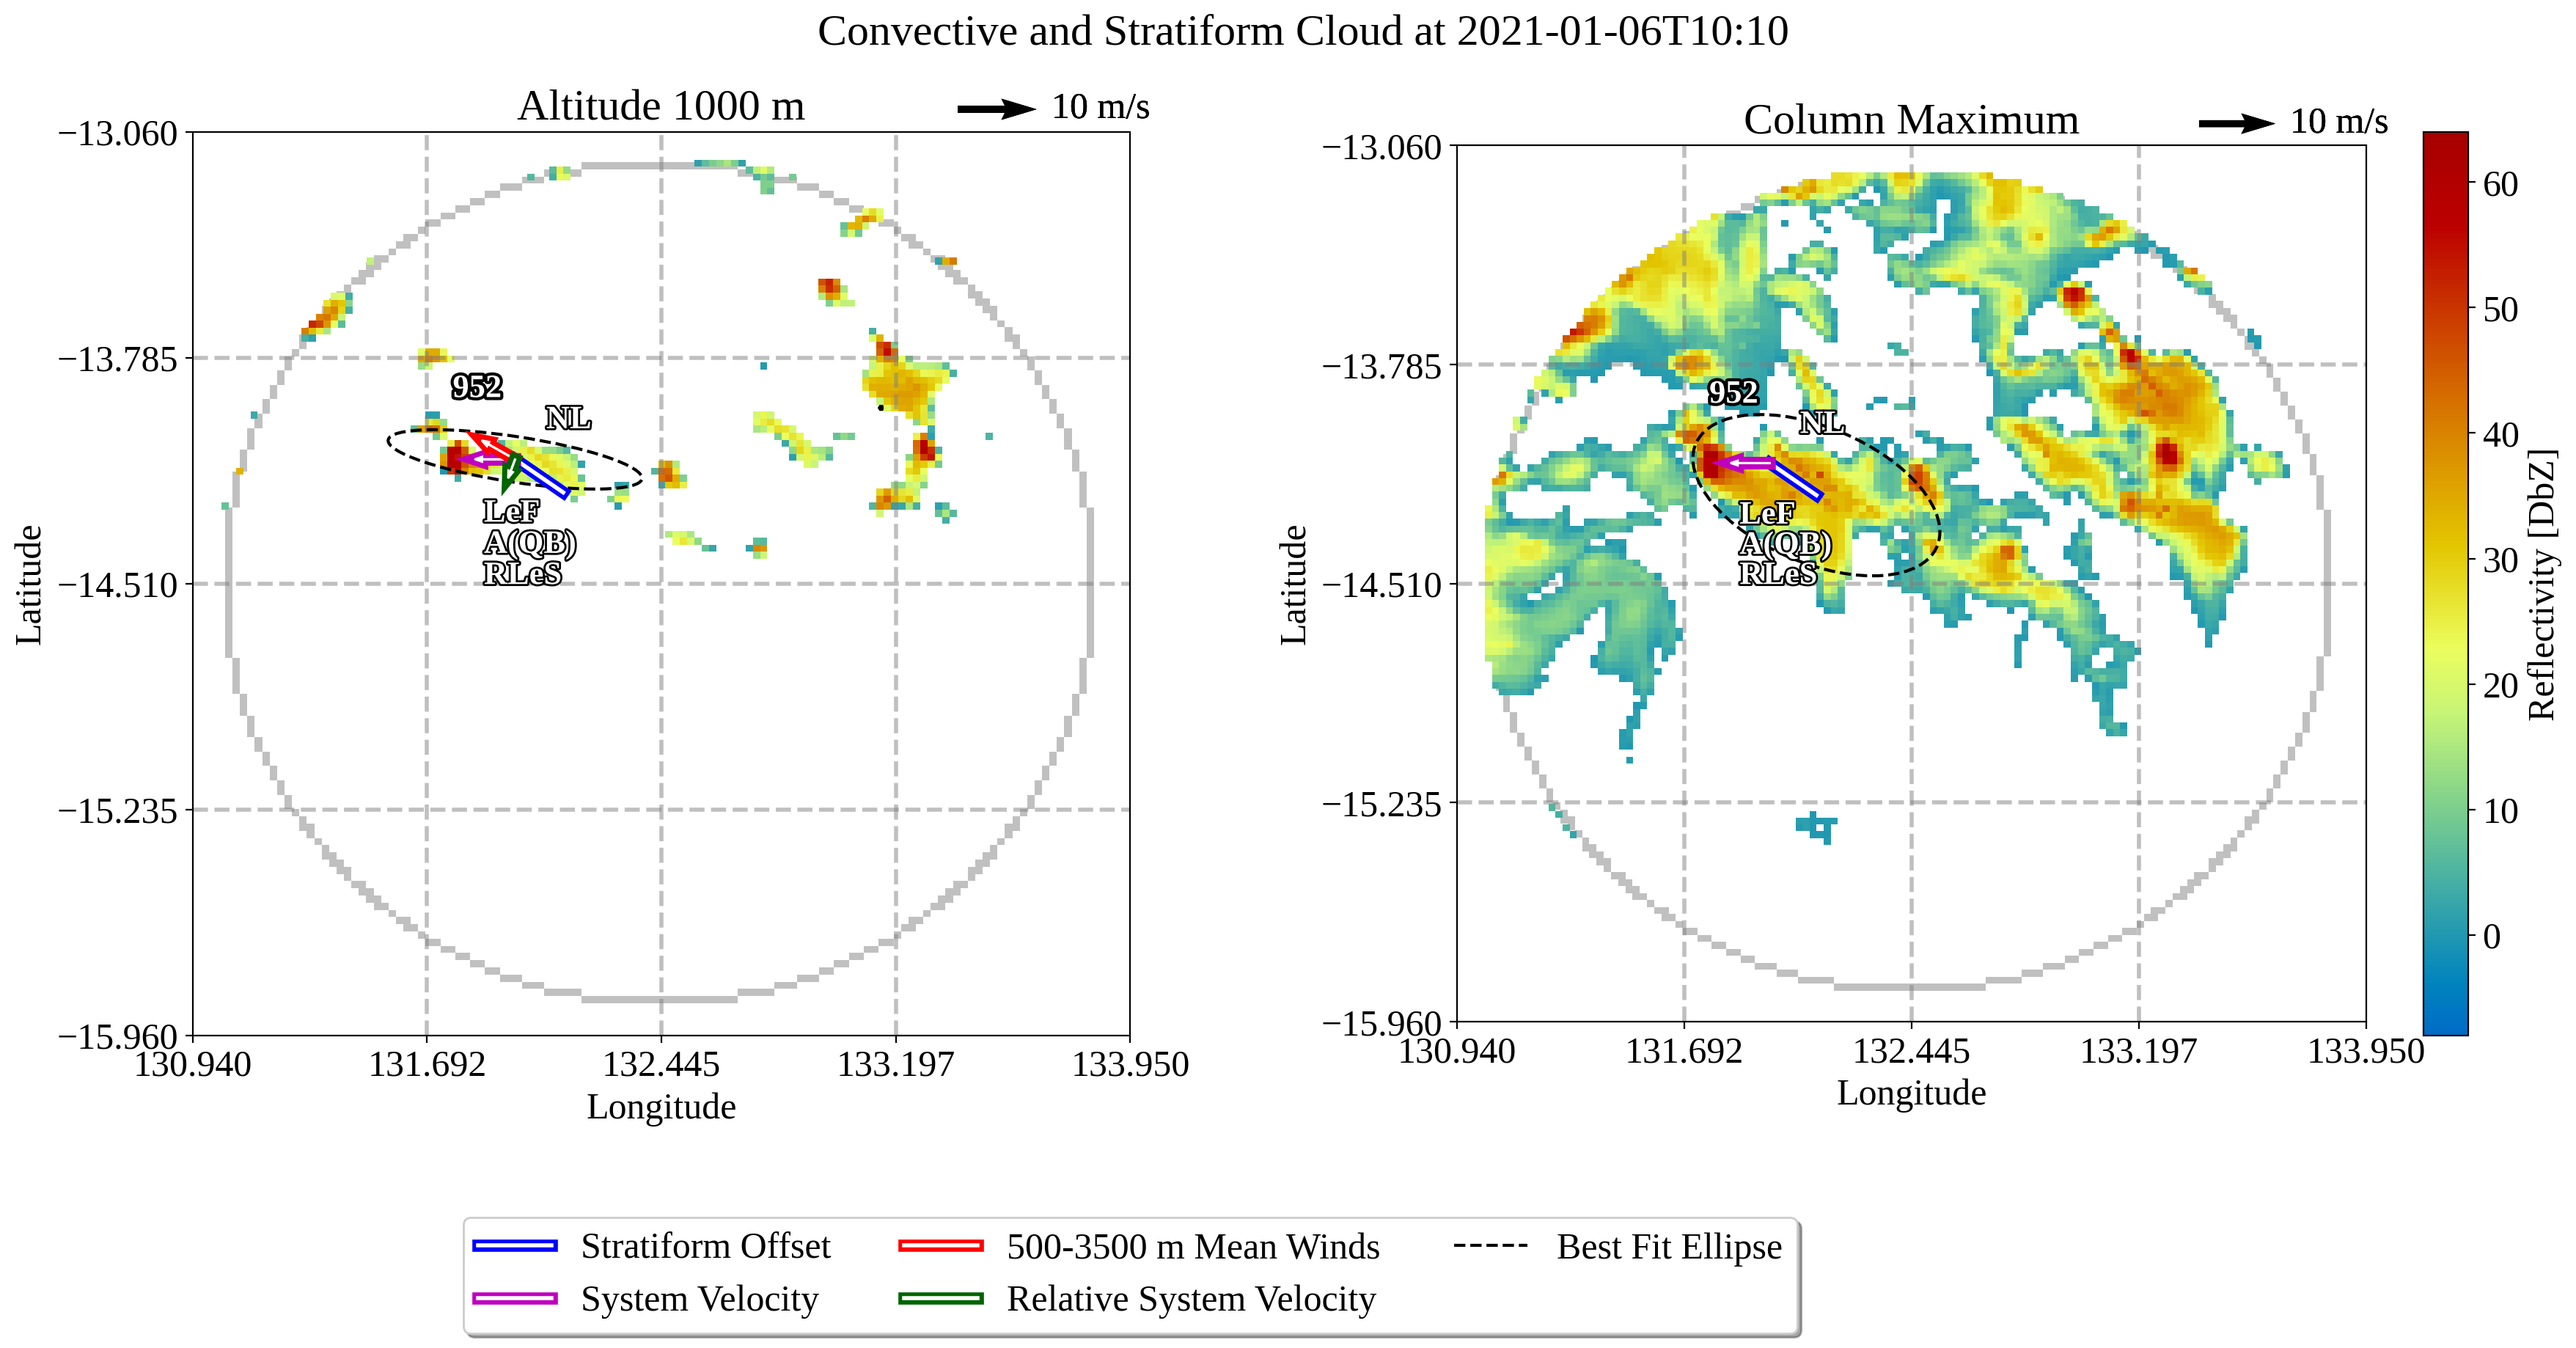 Convective and Stratiform Cloud at 2021-01-06T10:10
Altitude 1000 m
10 m/s
−13.060
−13.785
−14.510
−15.235
−15.960
130.940
131.692
132.445
133.197
133.950
Latitude
Longitude
952
NL
LeF
A(QB)
RLeS
Column Maximum
10 m/s
−13.060
−13.785
−14.510
−15.235
−15.960
130.940
131.692
132.445
133.197
133.950
Latitude
Longitude
952
NL
LeF
A(QB)
RLeS
60
50
40
30
20
10
0
Reflectivity [DbZ]
Stratiform Offset
System Velocity
500-3500 m Mean Winds
Relative System Velocity
Best Fit Ellipse